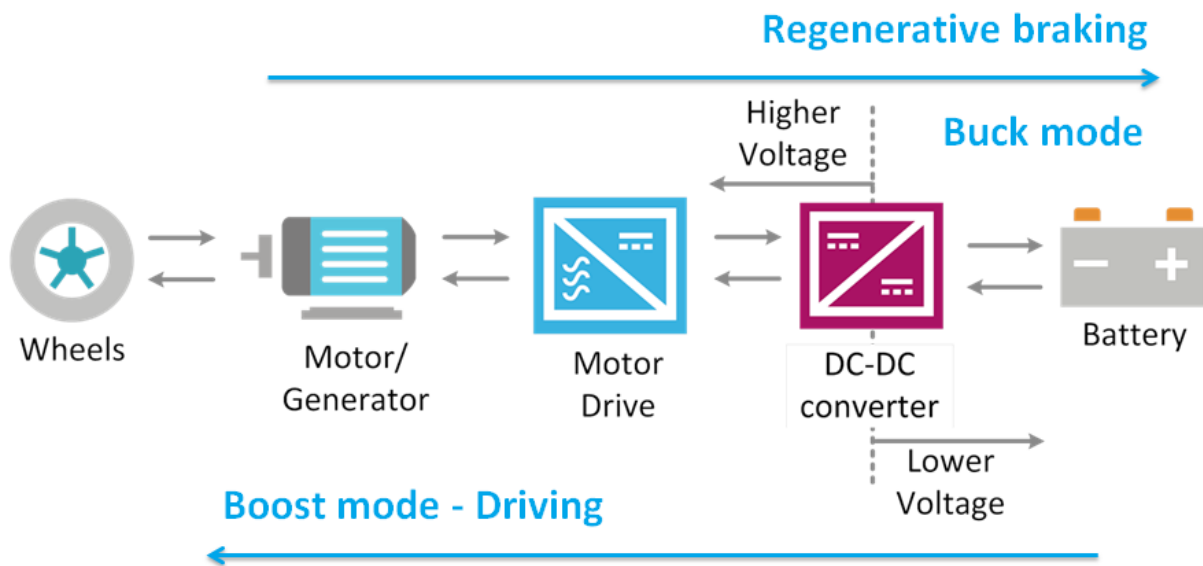 Regenerative braking
Higher
Voltage
Buck mode
Wheels
Motor/
Generator
Motor
Drive
DC-DC
converter
Battery
Lower
Voltage
Boost mode - Driving